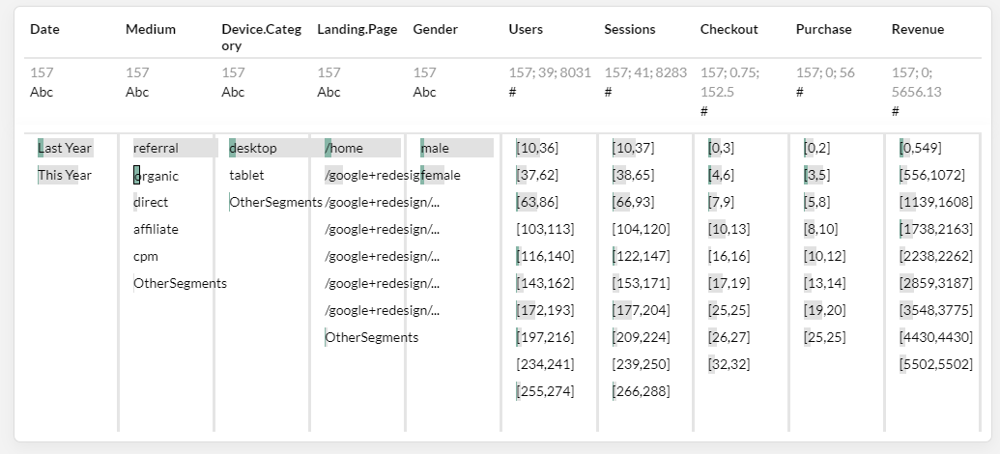 Date Medium Device.Categ Landing.Page Gender Users Sessions Checkout Purchase Revenue
ory
157 157 157 157 157 157; 39; 8031 157; 41; 8283 157; 0.75; 157; 0; 56 157; 0;
Abc Abc Abc Abc Abc # # 152.5 # 5656.13
# #
Last Year referral desktop /home male [10,36] [10,37] [0,3] [0,2] [0,549]
This Year organic tablet /google+redesig female [37,62] [38,65] [4,6] [3,5] [556,1072]
direct OtherSegments /google+redesign/... [63,86] [66,93] [7,9] [5,8] [1139,1608]
affiliate /google+redesign/... [103,113] [104,120] [10,13] [8,10] [1738,2163]
cpm /google+redesign/... [116,140] [122,147] [16,16] [10,12] [2238,2262]
OtherSegments /google+redesign/... [143,162] [153,171] [17,19] [13,14] [2859,3187]
/google+redesign/... [172,193] [177,204] [25,25] [19,20] [3548,3775]
OtherSegments [197,216] [209,224] [26,27] [25,25] [4430,4430]
[234,241] [239,250] [32,32] [5502,5502]
[255,274] [266,288]